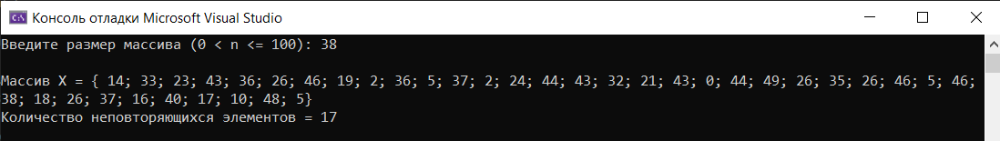 Консоль отладки Microsoft Visual Studio
Введите размер массива (0 < n <= 100): 38
Массив X = { 14; 33; 23; 43; 36; 26; 46; 19; 2; 36; 5; 37; 2; 24; 44; 43; 32; 21; 43; 0; 44; 49; 26; 35; 26; 46; 5; 46;
38; 18; 26; 37; 16; 40; 17; 10; 48; 5}
Количество неповторяющихся элементов = 17